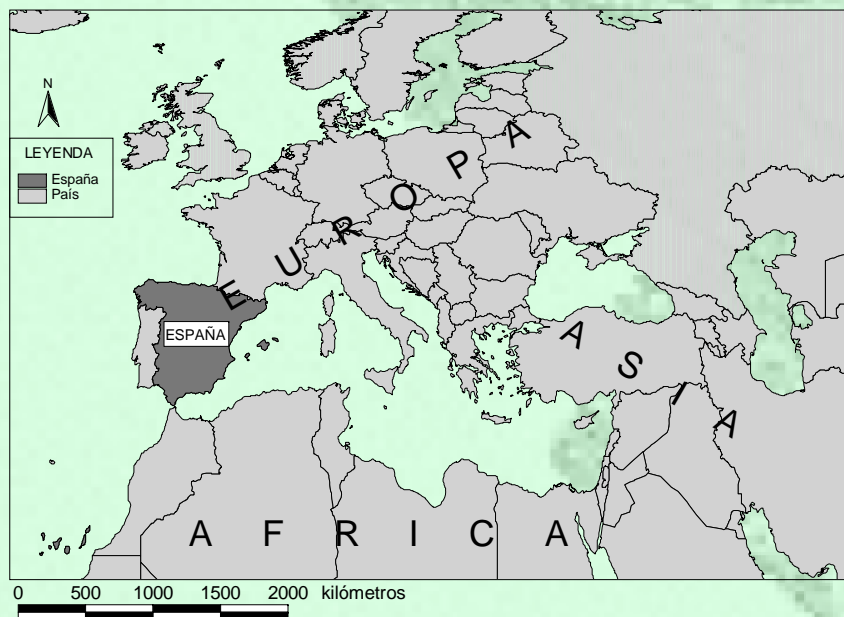 N
LEYENDA
España
País
EUROPA
ESPAÑA
ASIA
AFRICA
0 500 1000 1500 2000 kilómetros